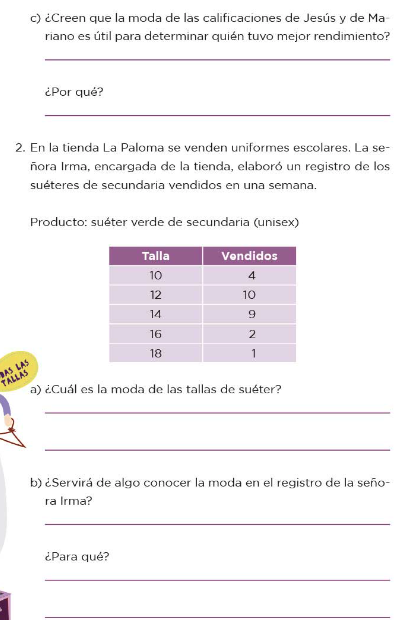 c) ¿Creen que la moda de las calificaciones de Jesús y de Ma-
riano es útil para determinar quién tuvo mejor rendimiento?
¿Por qué?
2. En la tienda La Paloma se venden uniformes escolares. La se-
ñora Irma, encargada de la tienda, elaboró un registro de los
suéteres de secundaria vendidos en una semana.
Producto: suéter verde de secundaria (unisex)
Talla Vendidos
10 4
12 10
14 9
16 2
18 1
LAS
TALLAS
a) ¿Cuál es la moda de las tallas de suéter?
b) ¿Servirá de algo conocer la moda en el registro de la seño-
ra Irma?
¿Para qué?